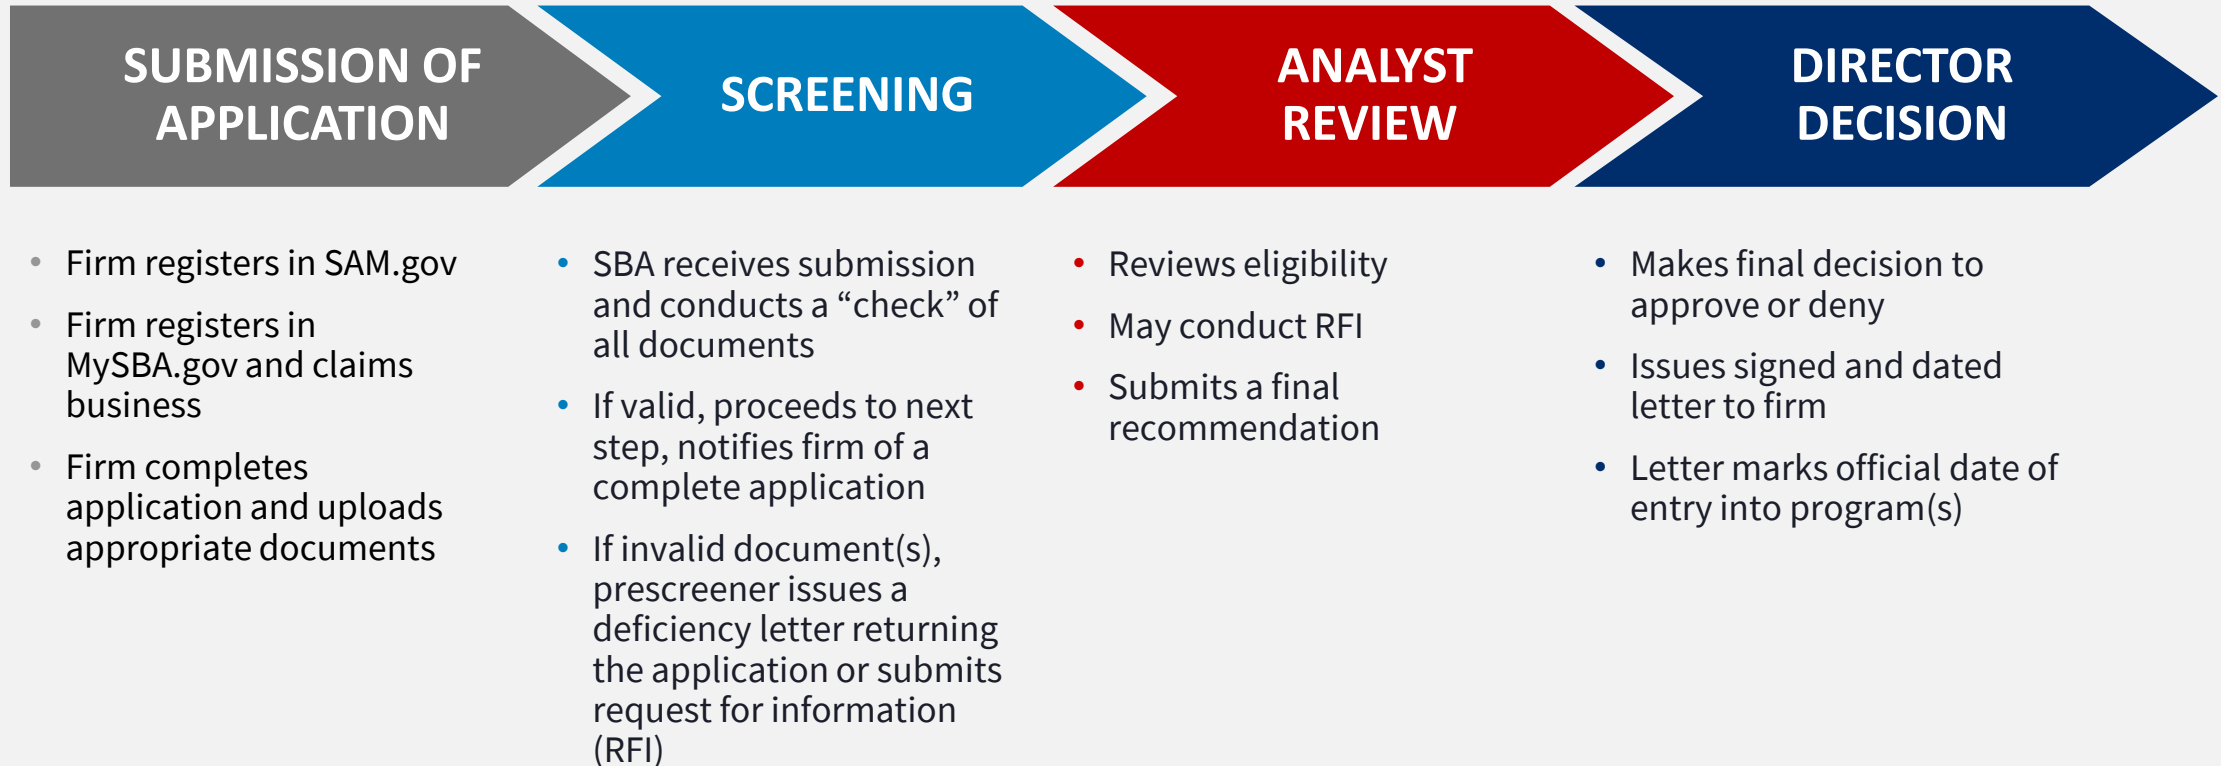 SUBMISSION OF
APPLICATION
SCREENING
ANALYST
REVIEW
DIRECTOR
DECISION
• Firm registers in SAM.gov
• Firm registers in
MySBA.gov and claims
business
• Firm completes
application and uploads
appropriate documents
• SBA receives submission
and conducts a “check” of
all documents
• If valid, proceeds to next
step, notifies firm of a
complete application
• If invalid document(s),
prescreener issues a
deficiency letter returning
the application or submits
request for information
(RFI)
• Reviews eligibility
• May conduct RFI
• Submits a final
recommendation
• Makes final decision to
approve or deny
• Issues signed and dated
letter to firm
• Letter marks official date of
entry into program(s)